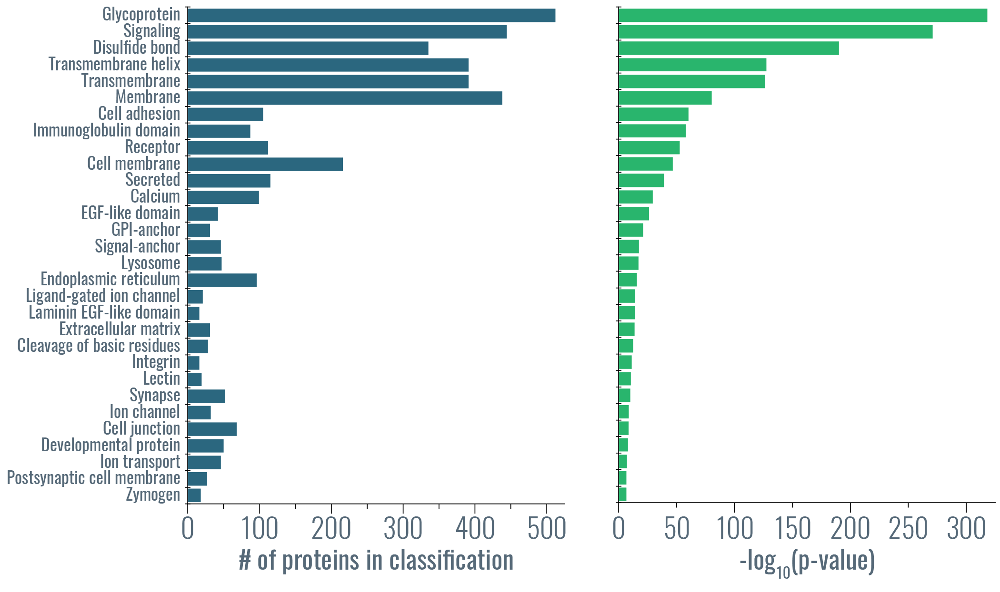 Glycoprotein
Signaling
Disulfide bond
Transmembrane helix
Transmembrane
Membrane
Cell adhesion
Immunoglobulin domain
Receptor
Cell membrane
Secreted
Calcium
EGF-like domain
GPI-anchor
Signal-anchor
Lysosome
Endoplasmic reticulum
Ligand-gated ion channel
Laminin EGF-like domain
Extracellular matrix
Cleavage of basic residues
Integrin
Lectin
Synapse
Ion channel
Cell junction
Developmental protein
Ion transport
Postsynaptic cell membrane
Zymogen
0 100 200 300 400 500
# of proteins in classification
0 50 100 150 200 250 300
-log10(p-value)